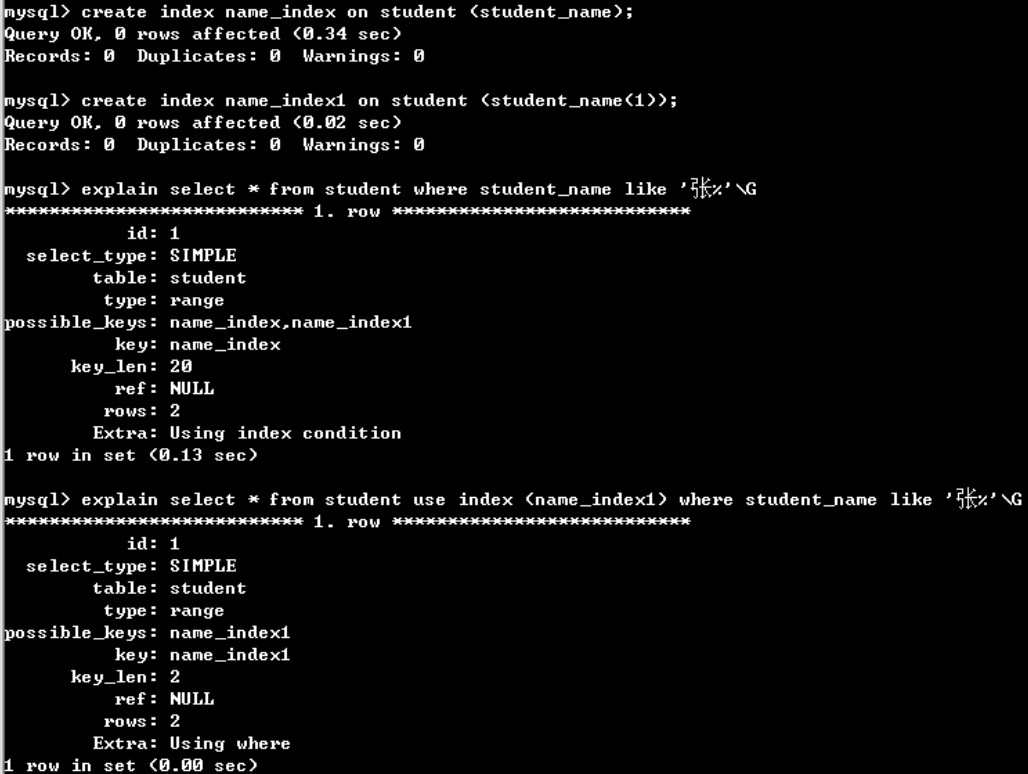 mysql> create index name_index on student (student_name);
Query OK, 0 rows affected (0.34 sec)
Records: 0  Duplicates: 0  Warnings: 0

mysql> create index name_index1 on student (student_name(1));
Query OK, 0 rows affected (0.02 sec)
Records: 0  Duplicates: 0  Warnings: 0

mysql> explain select * from student where student_name like '张%'\G
*************************** 1. row ***************************
           id: 1
  select_type: SIMPLE
        table: student
         type: range
possible_keys: name_index,name_index1
          key: name_index
      key_len: 20
          ref: NULL
         rows: 2
        Extra: Using index condition
1 row in set (0.13 sec)

mysql> explain select * from student use index (name_index1) where student_name like '张%'\G
*************************** 1. row ***************************
           id: 1
  select_type: SIMPLE
        table: student
         type: range
possible_keys: name_index1
          key: name_index1
      key_len: 2
          ref: NULL
         rows: 2
        Extra: Using where
1 row in set (0.00 sec)